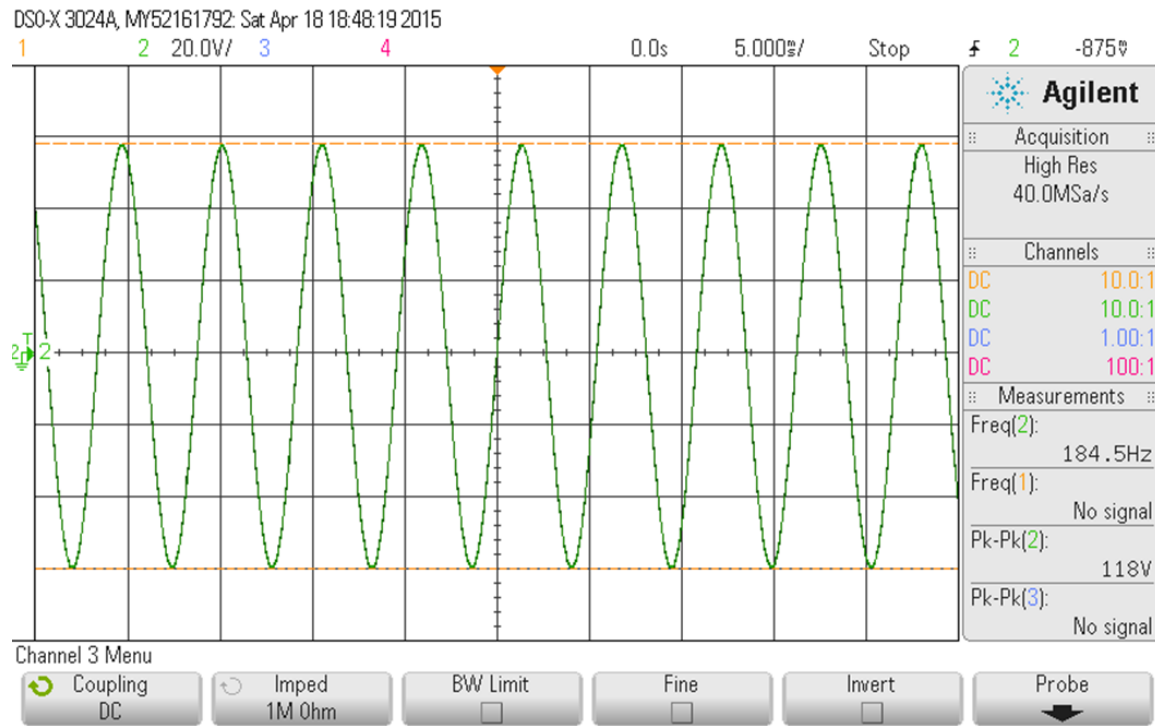 DSO-X 3024A, MY52161792: Sat Apr 18 18:48:19 2015
1 2 20.0V/ 3 4 0.0s 5.000ms/ Stop 2 -875mV
Agilent
Acquisition
High Res
40.0MSa/s
Channels
DC 10.0:1
DC 10.0:1
DC 1.00:1
DC 100:1
Measurements
Freq(2):
184.5Hz
Freq(1):
No signal
Pk-Pk(2):
118V
Pk-Pk(3):
No signal
T
2 2
Channel 3 Menu
Coupling Imped BW Limit Fine Invert Probe
DC 1M Ohm